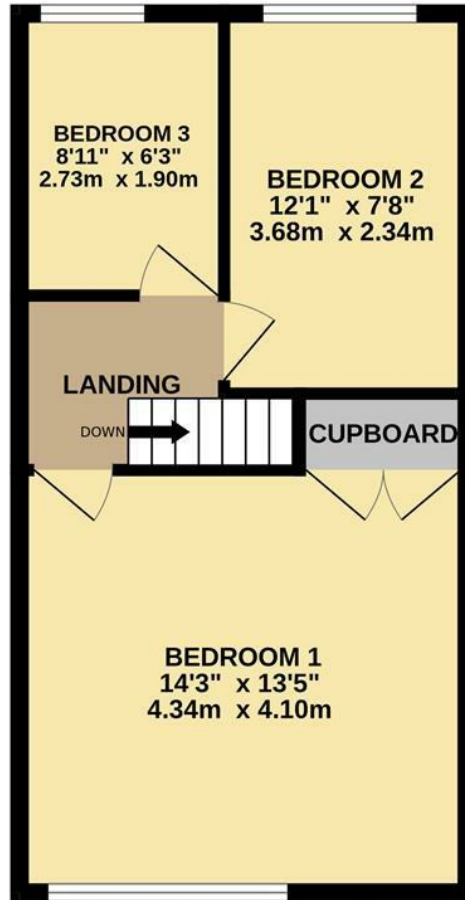 BEDROOM 3
8'11" x 6'3"
2.73m x 1.90m
BEDROOM 2
12'1" x 7'8"
3.68m x 2.34m
LANDING
DOWN
CUPBOARD
BEDROOM 1
14'3" x 13'5"
4.34m x 4.10m